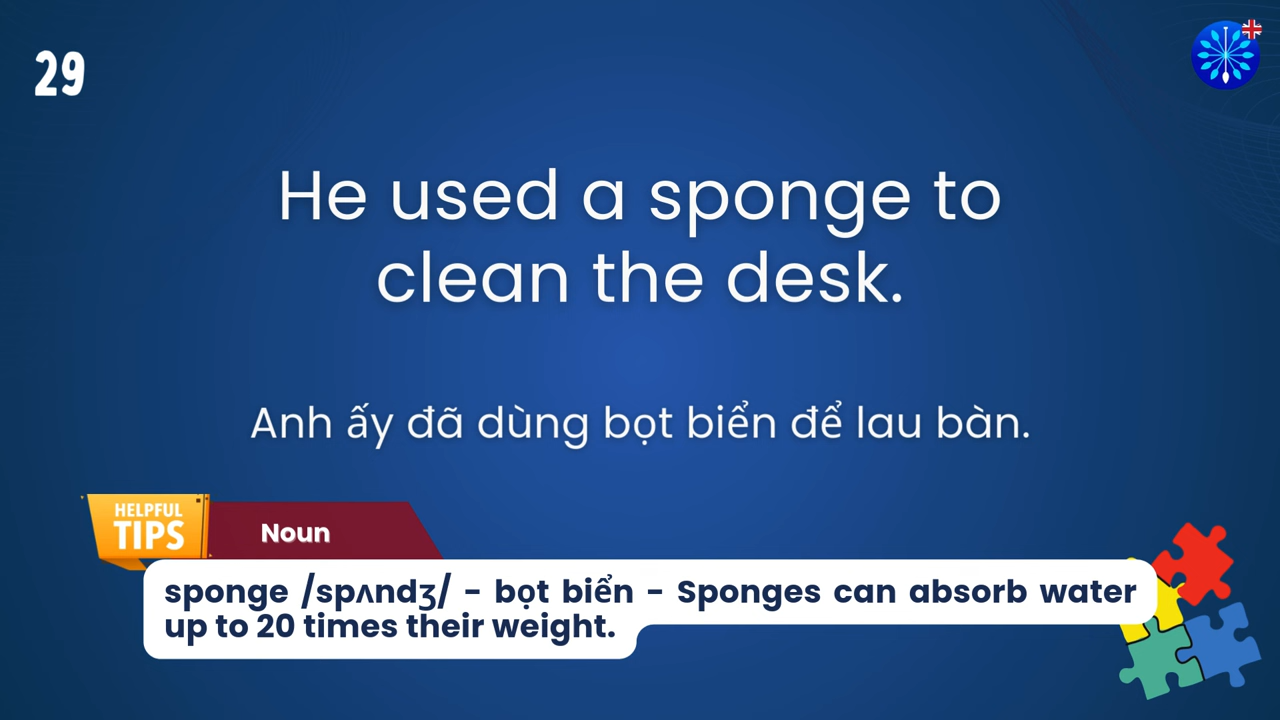 29
He used a sponge to
clean the desk.
Anh ấy đã dùng bọt biển để lau bàn.
HELPFUL
TIPS
Noun
sponge /spʌndʒ/ - bọt biển - Sponges can absorb water
up to 20 times their weight.